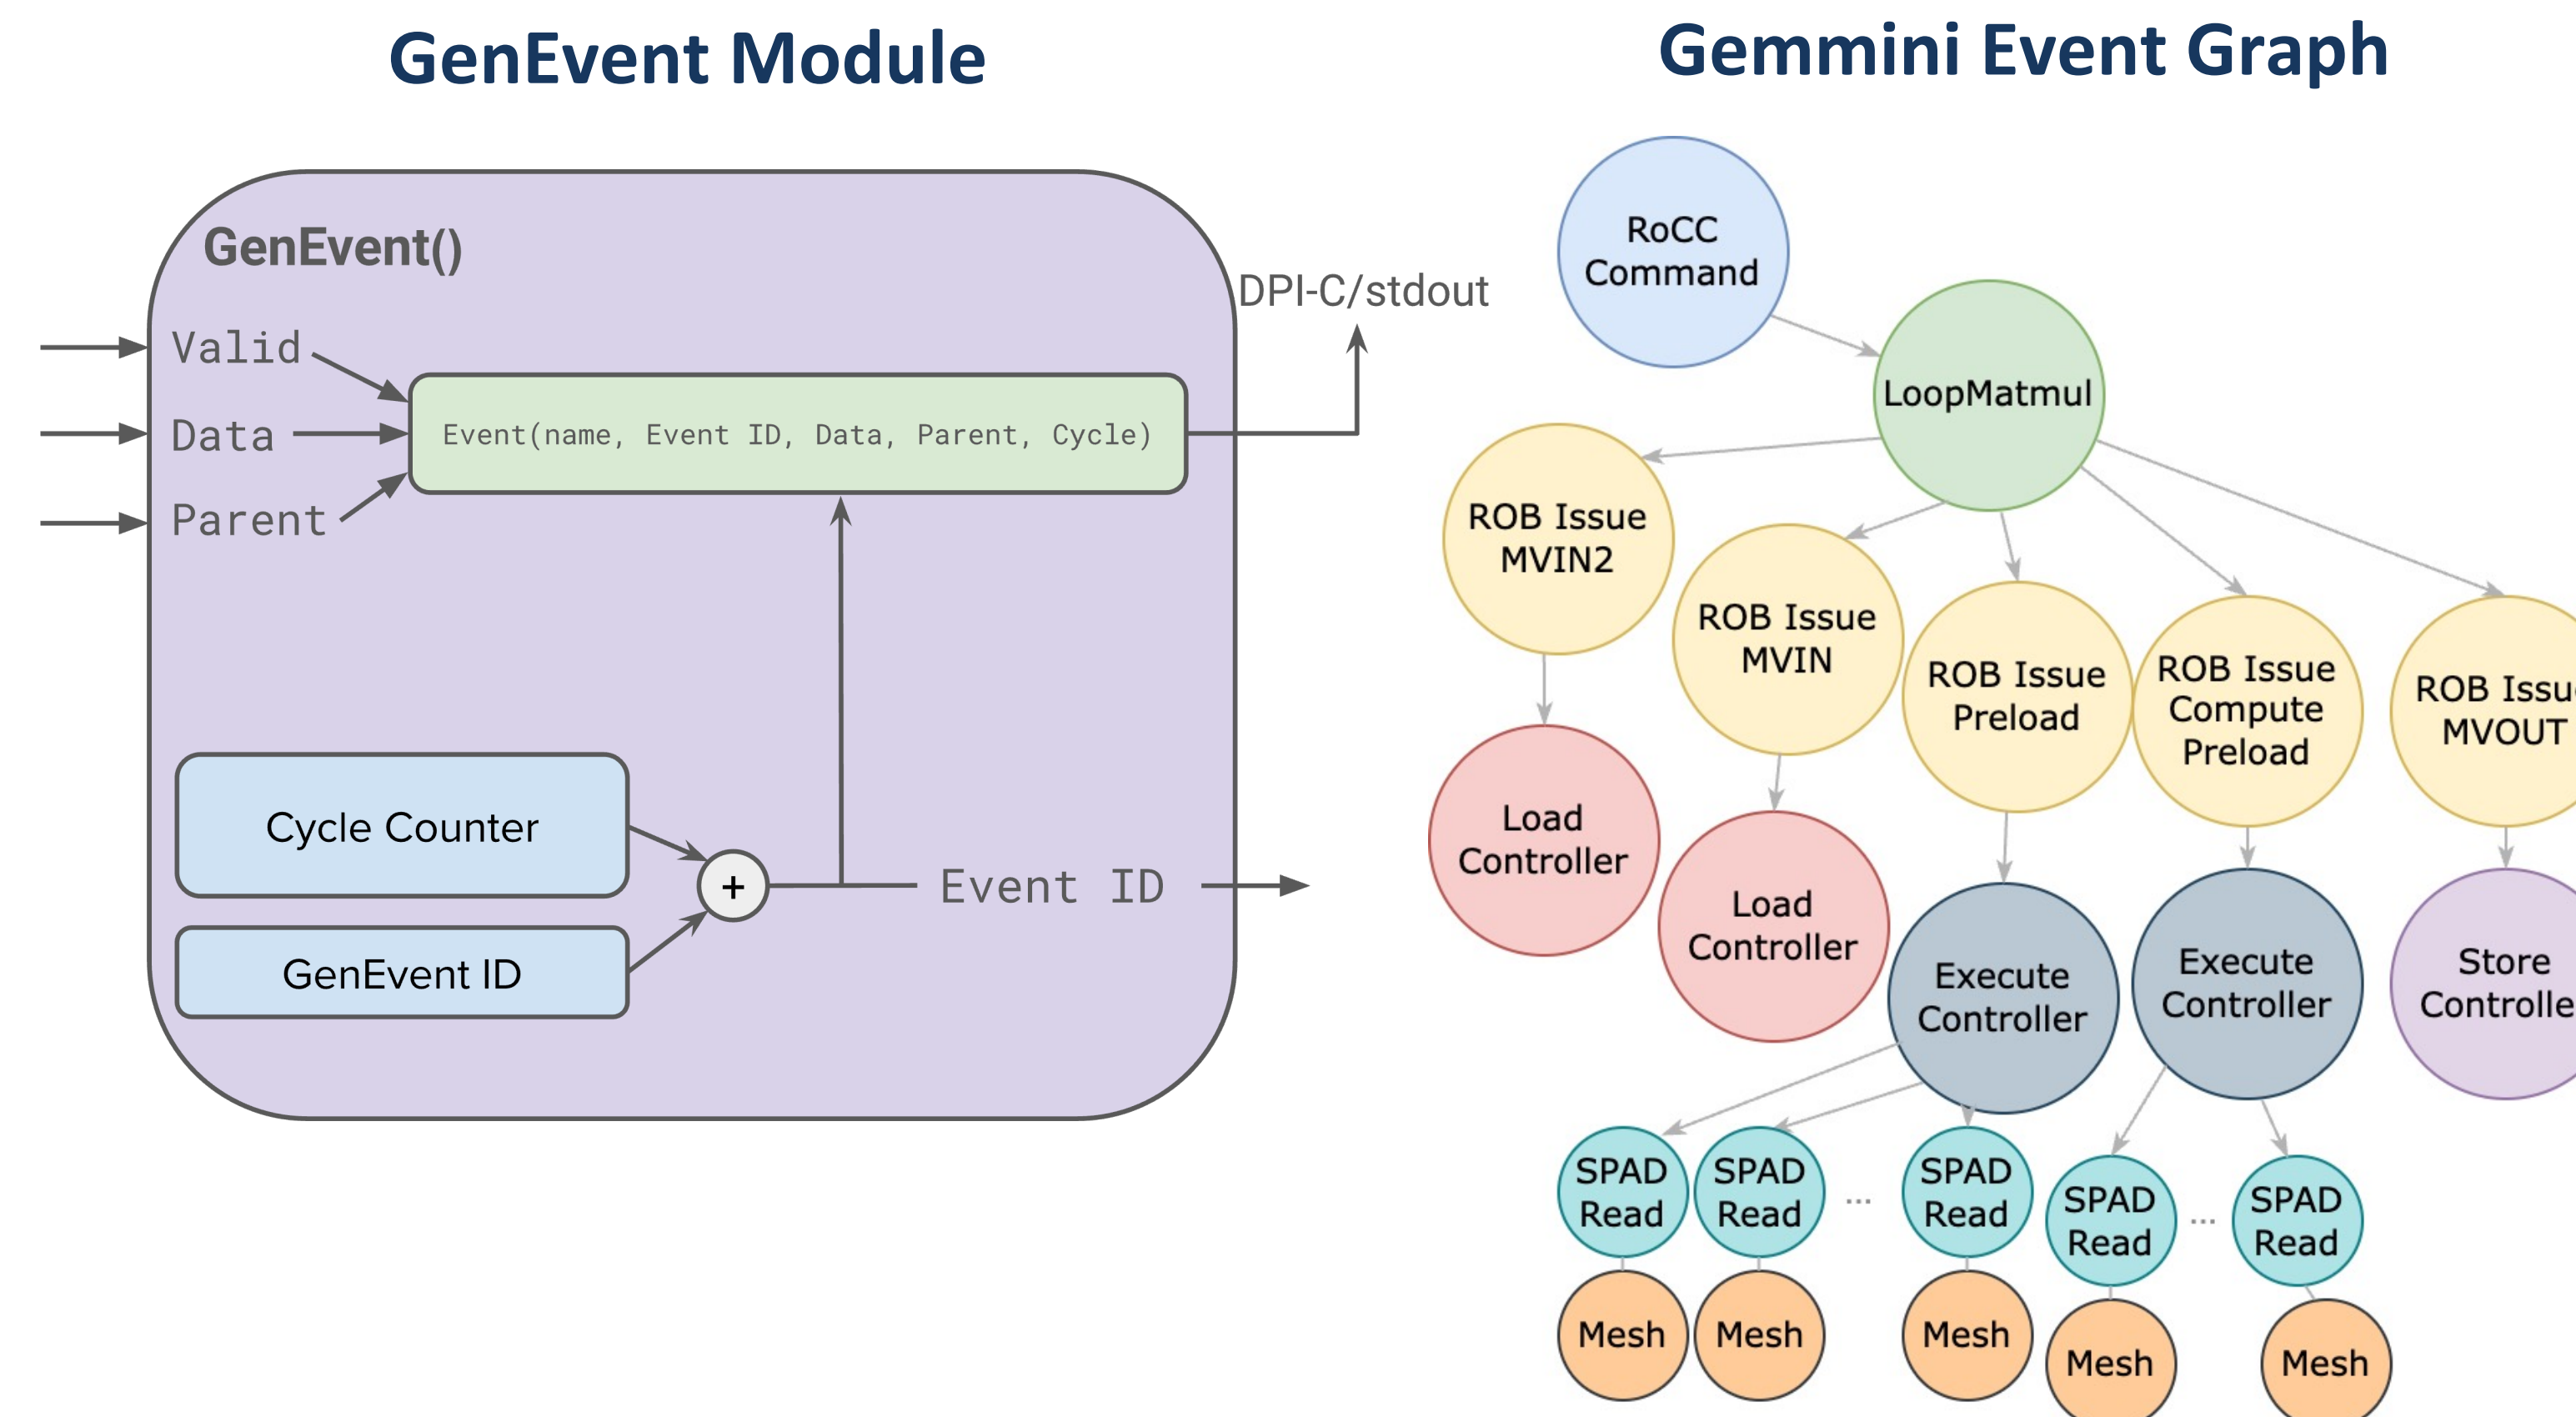 GenEvent Module
GenEvent()
Valid
Data
Parent
Event(name, Event ID, Data, Parent, Cycle)
DPI-C/stdout
Cycle Counter
GenEvent ID
+
Event ID
Gemmini Event Graph
RoCC
Command
LoopMatmul
ROB Issue
MVIN2
ROB Issue
MVIN
ROB Issue
Preload
ROB Issue
Compute
Preload
ROB Issu
MVOUT
Load
Controller
Load
Controller
Execute
Controller
Execute
Controller
Store
Controlle
SPAD
Read
SPAD
Read
...
SPAD
Read
SPAD
Read
...
SPAD
Read
Mesh
Mesh
Mesh
Mesh
Mesh